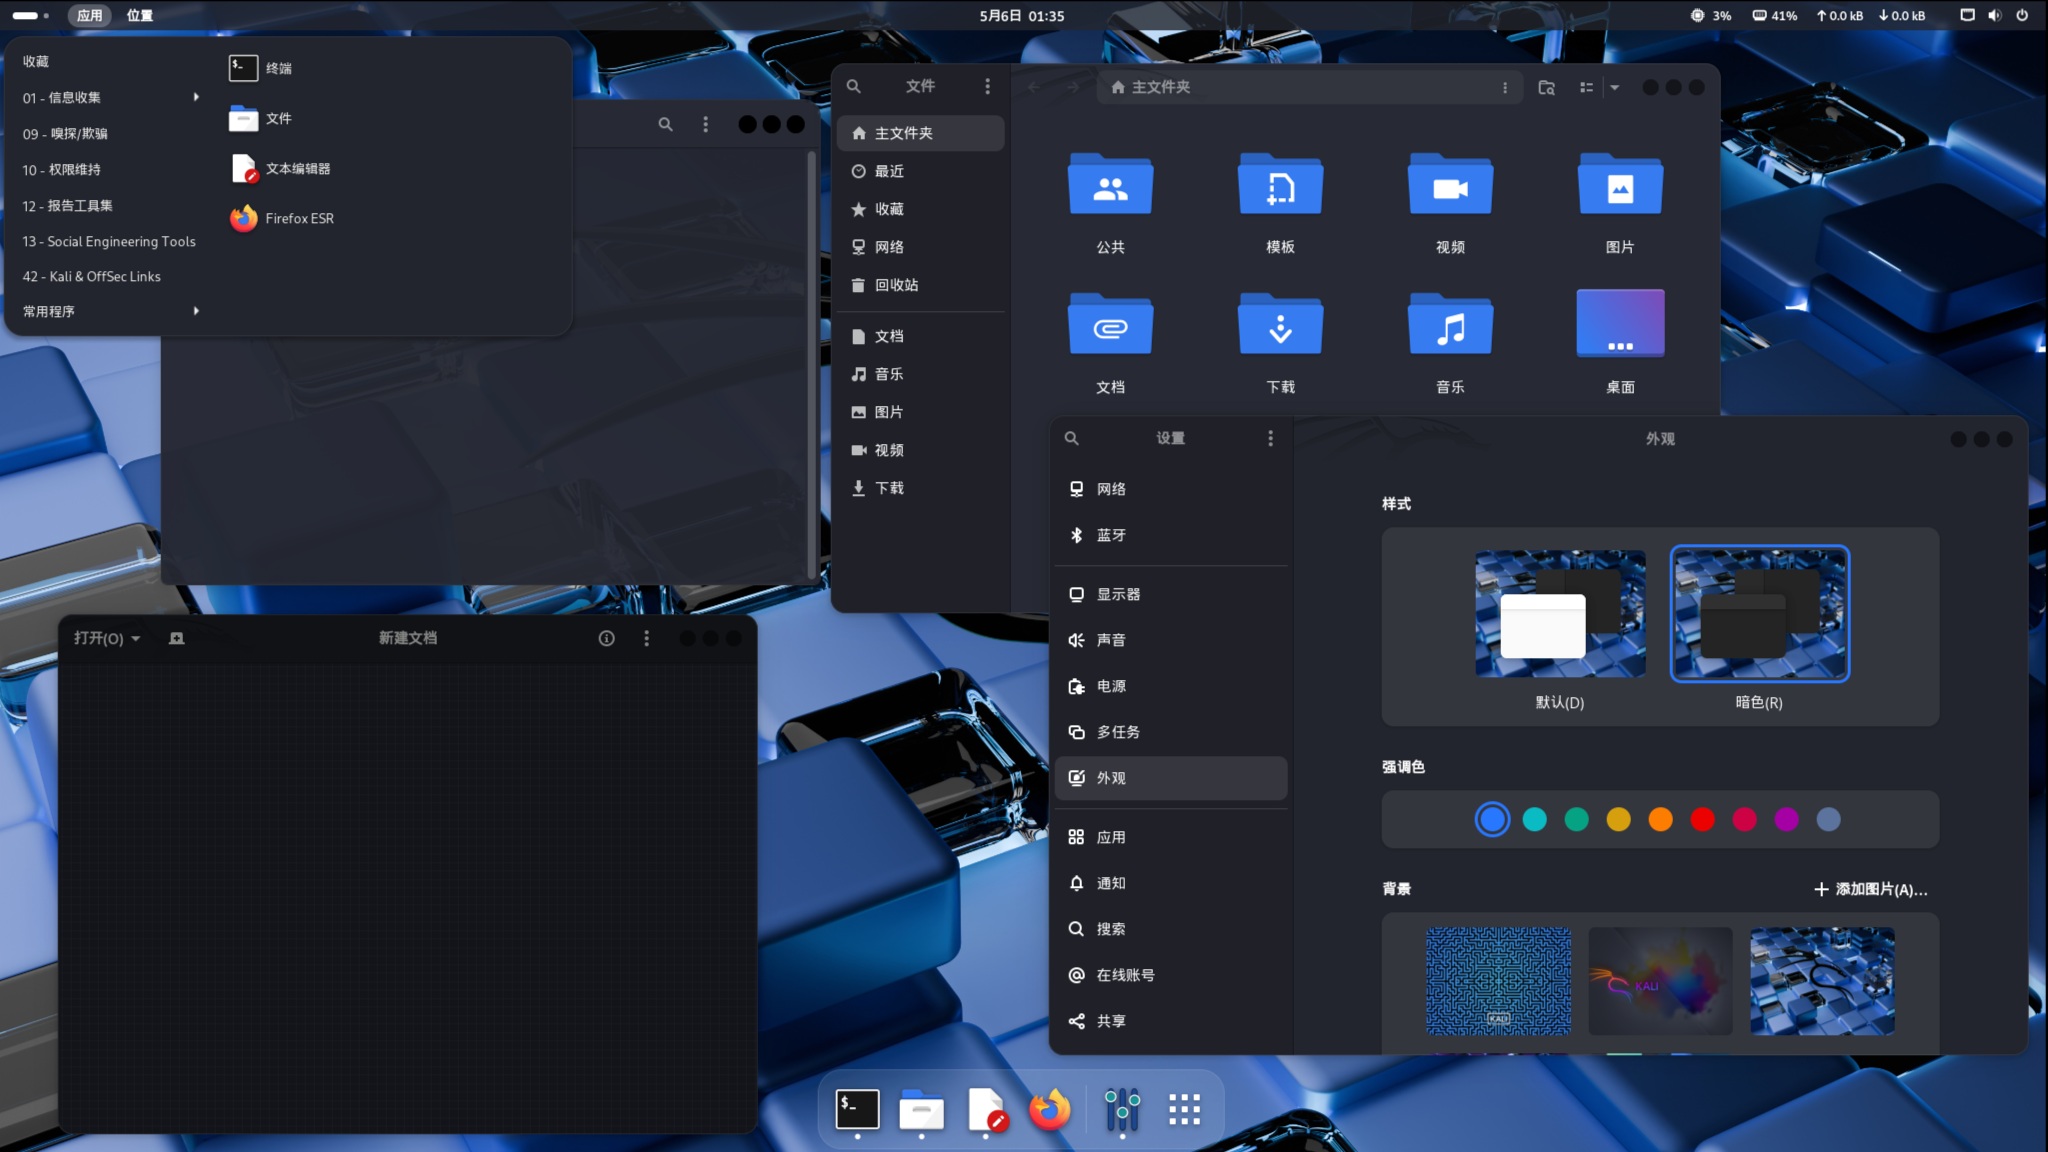 应用 位置 5月6日 01:35 3% 41% 0.0 kB 0.0 kB
收藏
01 - 信息收集
09 - 嗅探/欺骗
10 - 权限维持
12 - 报告工具集
13 - Social Engineering Tools
42 - Kali & OffSec Links
常用程序
终端
文件
文本编辑器
Firefox ESR
文件
主文件夹
最近
收藏
网络
回收站
文档
音乐
图片
视频
下载
主文件夹
公共 模板 视频 图片
文档 下载 音乐 桌面
打开(O) 新建文档
设置
网络
蓝牙
显示器
声音
电源
多任务
外观
应用
通知
搜索
在线账号
共享
外观
样式
默认(D) 暗色(R)
强调色
背景 添加图片(A)...
KALI KALI
$_
$_